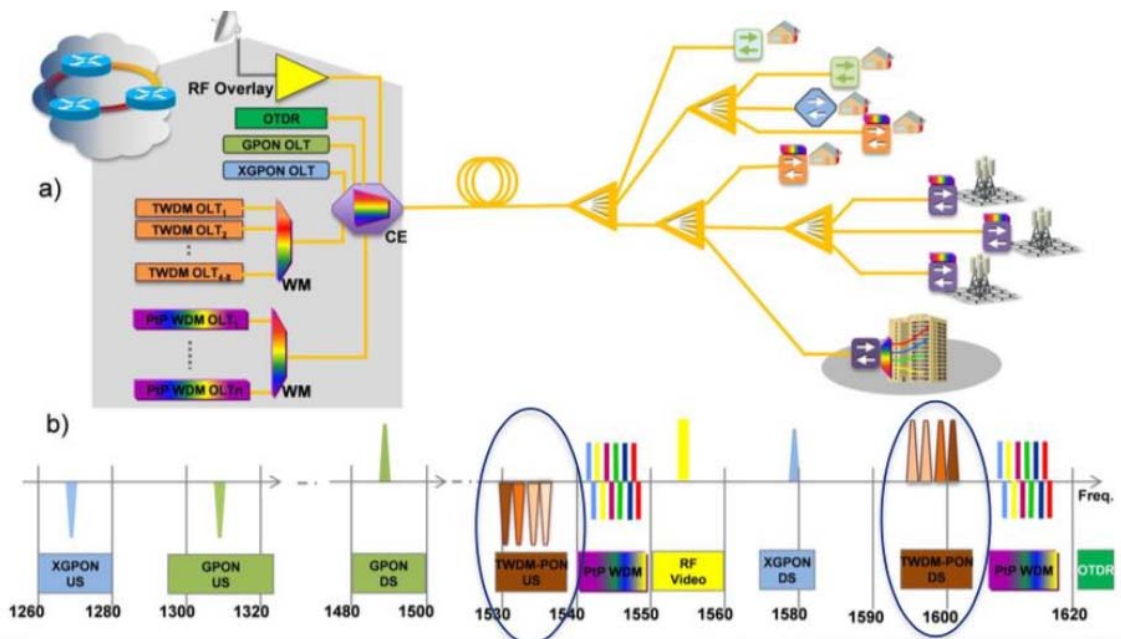 RF Overlay
OTDR
GPON OLT
XGPON OLT
a)
TWDM OLT1
TWDM OLT2
TWDM OLT4-8
WM
CE
PtP WDM OLT1
PtP WDM OLTn
WM
b)
Freq.
XGPON
US
GPON
US
GPON
DS
TWDM-PON
US
PtP WDM
RF
Video
XGPON
DS
TWDM-PON
DS
PtP WDM
OTDR
1260 1280 1300 1320 1480 1500 1530 1540 1550 1560 1580 1590 1600 1620